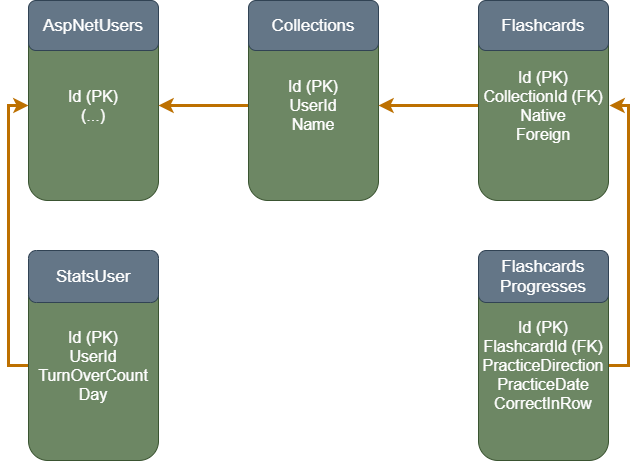 AspNetUsers
Id (PK)
(...)
Collections
Id (PK)
UserId
Name
Flashcards
Id (PK)
CollectionId (FK)
Native
Foreign
StatsUser
Id (PK)
UserId
TurnOverCount
Day
Flashcards
Progresses
Id (PK)
FlashcardId (FK)
PracticeDirection
PracticeDate
CorrectInRow